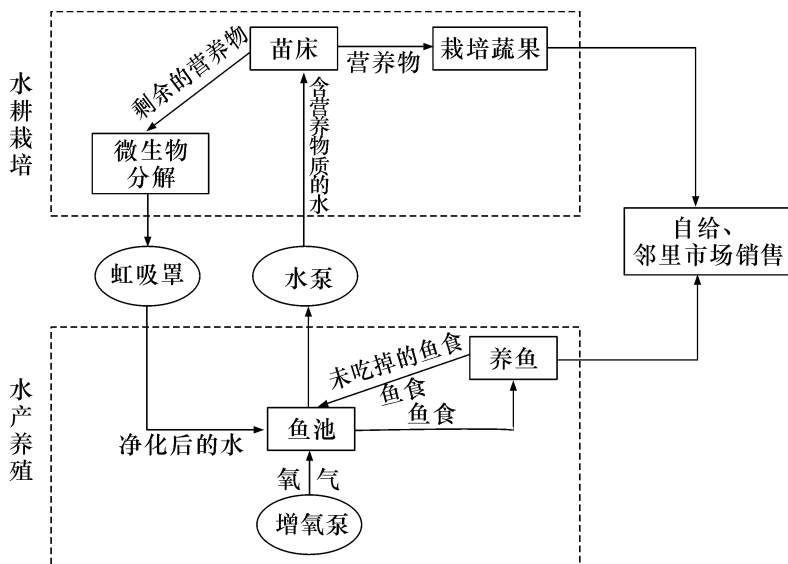 水耕栽培
苗床
营养物
栽培蔬果
剩余的营养物
含营养物质的水
微生物
分解
自给、
邻里市场销售
虹吸罩
水泵
水产养殖
未吃掉的鱼食
养鱼
鱼食
鱼食
鱼池
净化后的水
氧气
增氧泵